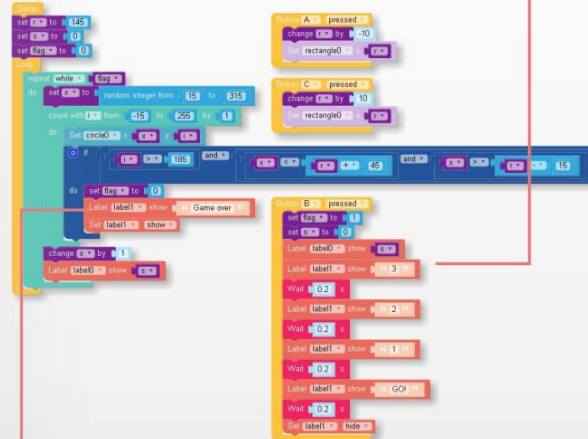 Setup
set r to 145
set s to 0
set flag to 0
Loop
repeat while flag
do set x to random integer from 15 to 315
count with i from -15 to 255 by 1
do Set circle0 x x y i
if i > 185 and x < r + 45 and x > r - 15
do set flag to 0
Label label1 show “ Game over ”
Set label1 show
change s by 1
Label label0 show s
Button A pressed
change r by -10
Set rectangle0 x r
Button C pressed
change r by 10
Set rectangle0 x r
Button B pressed
set flag to 1
set s to 0
Label label0 show s
Label label1 show “ 3 ”
Wait 0.2 s
Label label1 show “ 2 ”
Wait 0.2 s
Label label1 show “ 1 ”
Wait 0.2 s
Label label1 show “ GO! ”
Wait 0.2 s
Set label1 hide